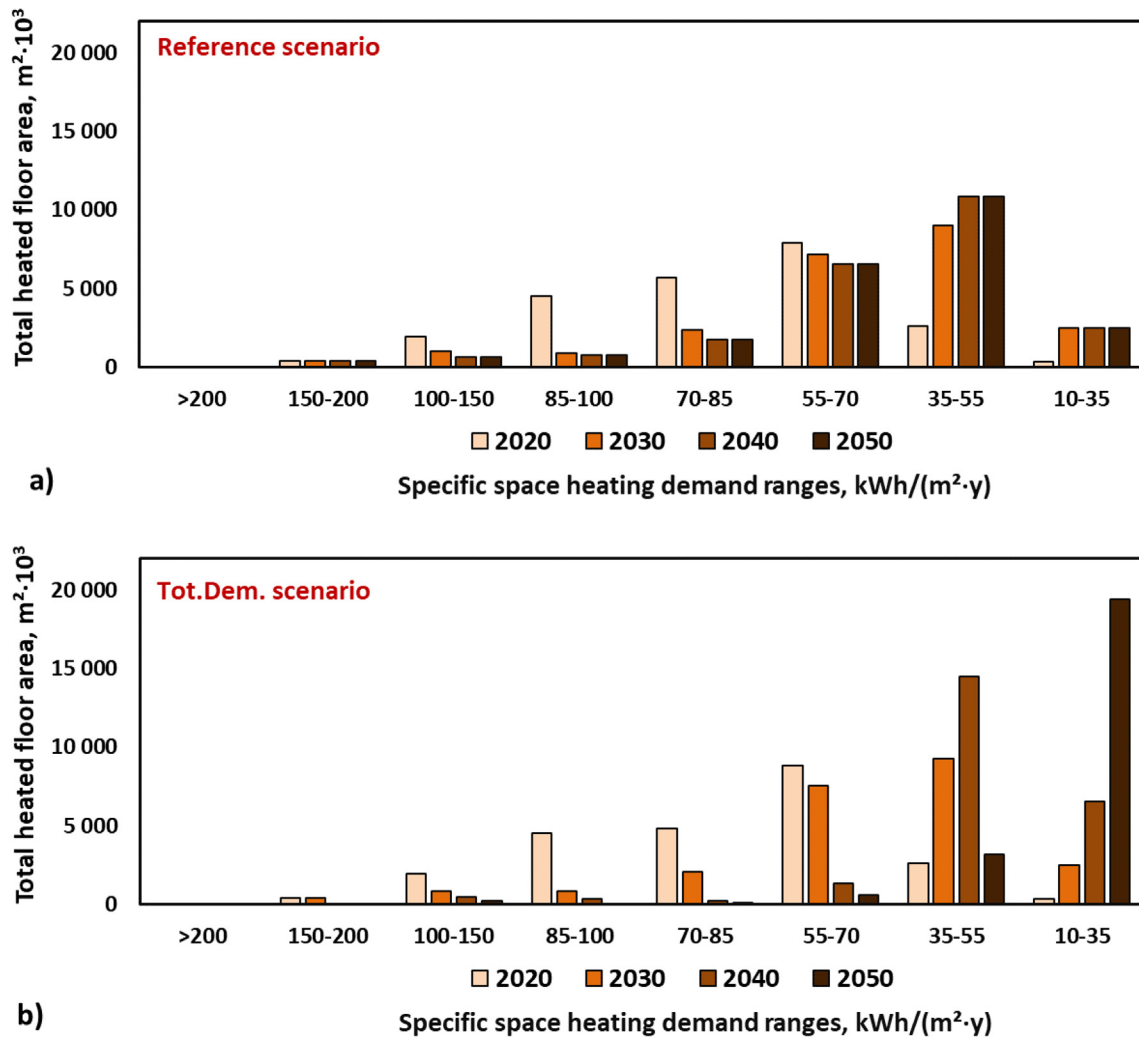 Reference scenario
Total heated floor area, m²·10³
20 000
15 000
10 000
5 000
0
>200 150-200 100-150 85-100 70-85 55-70 35-55 10-35
2020 2030 2040 2050
a)
Specific space heating demand ranges, kWh/(m²·y)
Tot.Dem. scenario
Total heated floor area, m²·10³
20 000
15 000
10 000
5 000
0
>200 150-200 100-150 85-100 70-85 55-70 35-55 10-35
2020 2030 2040 2050
b)
Specific space heating demand ranges, kWh/(m²·y)